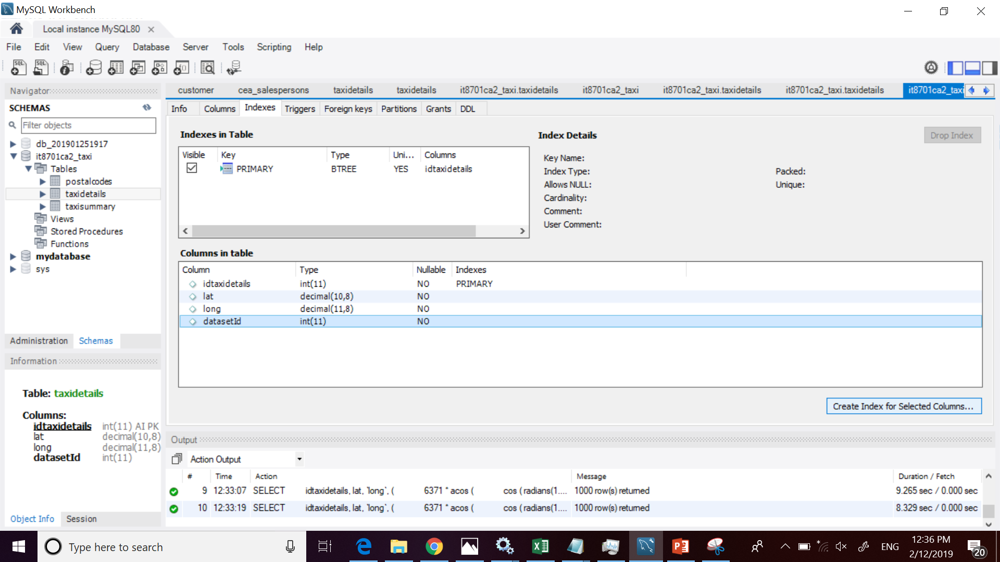 MySQL Workbench
Local instance MySQL80
File Edit View Query Database Server Tools Scripting Help
Navigator
SCHEMAS
Filter objects
db_201901251917
it8701ca2_taxi
Tables
postalcodes
taxidetails
taxisummary
Views
Stored Procedures
Functions
mydatabase
sys
Administration Schemas
Information
Table: taxidetails
Columns:
idtaxidetails int(11) AI PK
lat decimal(10,8)
long decimal(11,8)
datasetId int(11)
Object Info Session
customer cea_salespersons taxidetails taxidetails it8701ca2_taxi.taxidetails it8701ca2_taxi it8701ca2_taxi.taxidetails it8701ca2_taxi.taxidetails it8701ca2_taxi
Info Columns Indexes Triggers Foreign keys Partitions Grants DDL
Indexes in Table
Visible Key Type Uni... Columns
PRIMARY BTREE YES idtaxidetails
Index Details
Drop Index
Key Name:
Index Type: Packed:
Allows NULL: Unique:
Cardinality:
Comment:
User Comment:
Columns in table
Column Type Nullable Indexes
idtaxidetails int(11) NO PRIMARY
lat decimal(10,8) NO
long decimal(11,8) NO
datasetId int(11) NO
Create Index for Selected Columns...
Output
Action Output
# Time Action Message Duration / Fetch
9 12:33:07 SELECT idtaxidetails, lat, `long`, ( 6371 * acos ( cos ( radians(1.... 1000 row(s) returned 9.265 sec / 0.000 sec
10 12:33:19 SELECT idtaxidetails, lat, `long`, ( 6371 * acos ( cos ( radians(1.... 1000 row(s) returned 8.329 sec / 0.000 sec
Type here to search
ENG
12:36 PM
2/12/2019
20